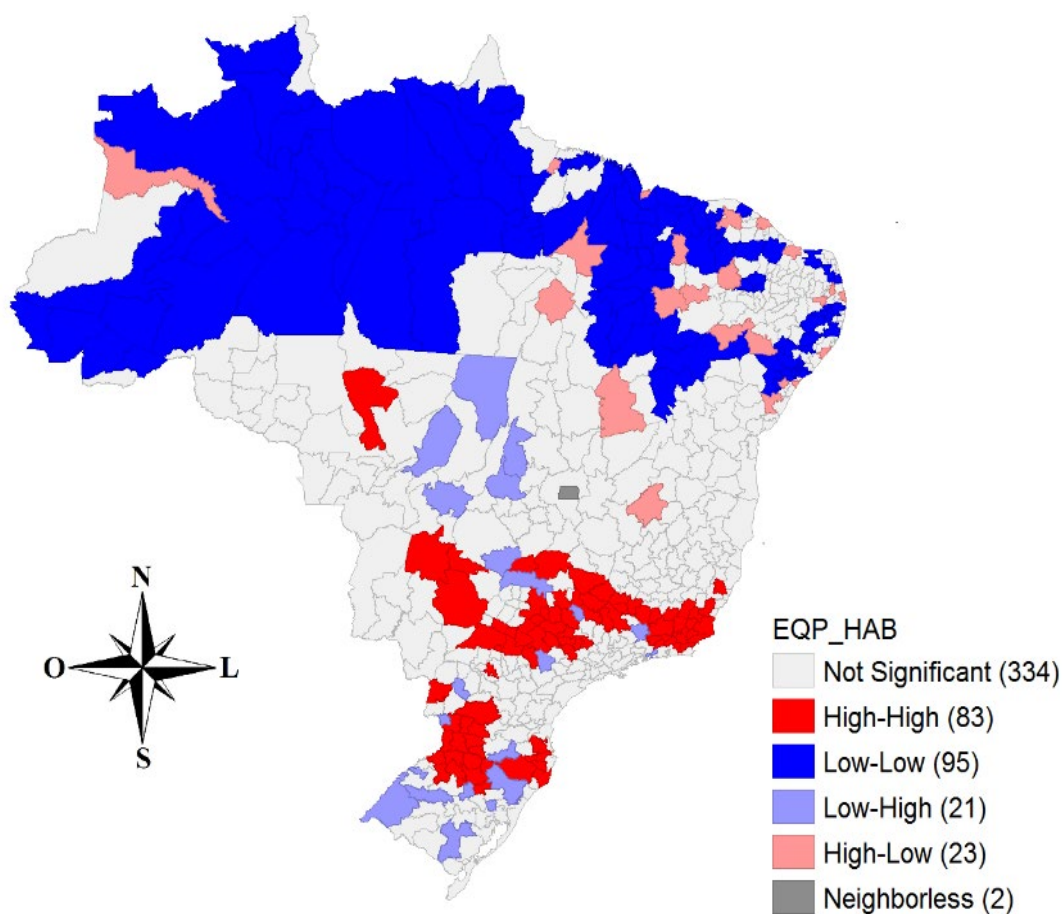 N
O
L
S
EQP_HAB
Not Significant (334)
High-High (83)
Low-Low (95)
Low-High (21)
High-Low (23)
Neighborless (2)